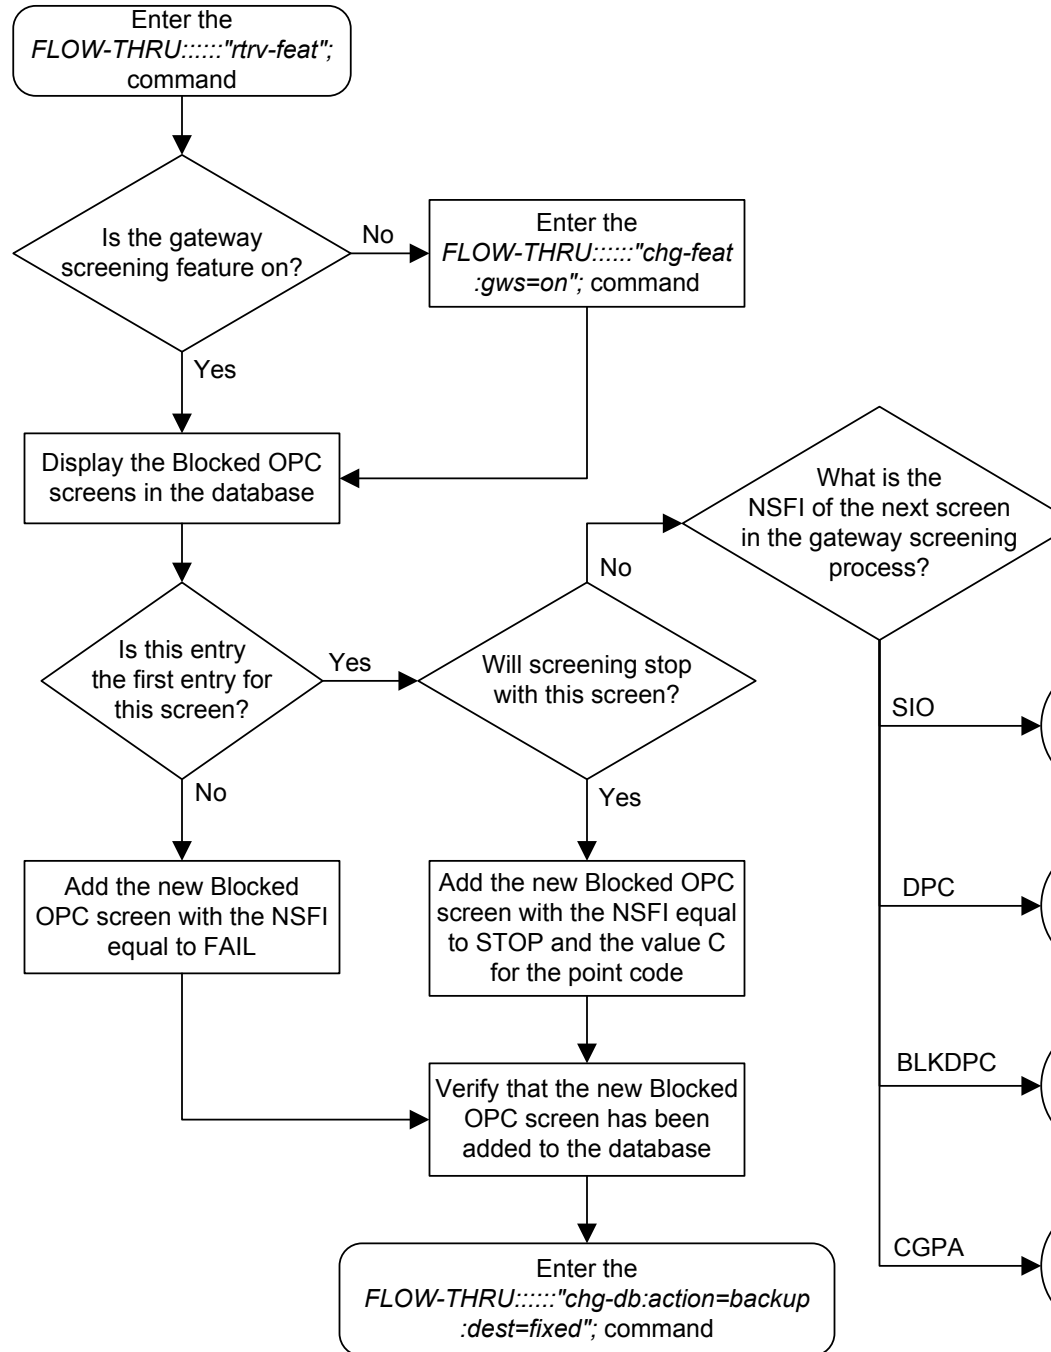 Enter the
FLOW-THRU::::::"rtrv-feat";
command
Is the gateway
screening feature on?
No
Enter the
FLOW-THRU::::::"chg-feat
:gws=on"; command
Yes
Display the Blocked OPC
screens in the database
What is the
NSFI of the next screen
in the gateway screening
process?
No
Is this entry
the first entry for
this screen?
Yes
Will screening stop
with this screen?
SIO
No
Yes
Add the new Blocked
OPC screen with the NSFI
equal to FAIL
Add the new Blocked OPC
screen with the NSFI equal
to STOP and the value C
for the point code
DPC
Verify that the new Blocked
OPC screen has been
added to the database
BLKDPC
CGPA
Enter the
FLOW-THRU::::::"chg-db:action=backup
:dest=fixed"; command